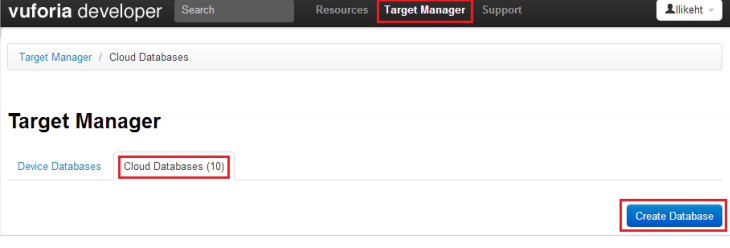 vuforia developer Search Resources Target Manager Support llikeht
Target Manager / Cloud Databases
Target Manager
Device Databases Cloud Databases (10)
Create Database